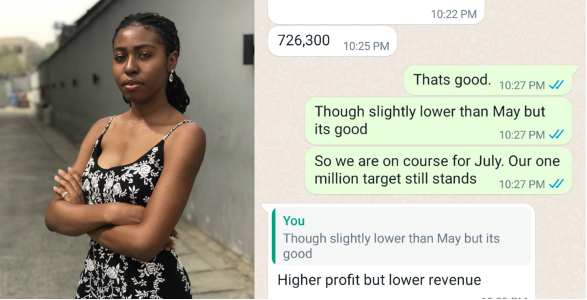 10:22 PM
726,300 10:25 PM
Thats good. 10:27 PM
Though slightly lower than May but
its good
10:27 PM
So we are on course for July. Our one
million target still stands 10:27 PM
You
Though slightly lower than May but its
good
Higher profit but lower revenue